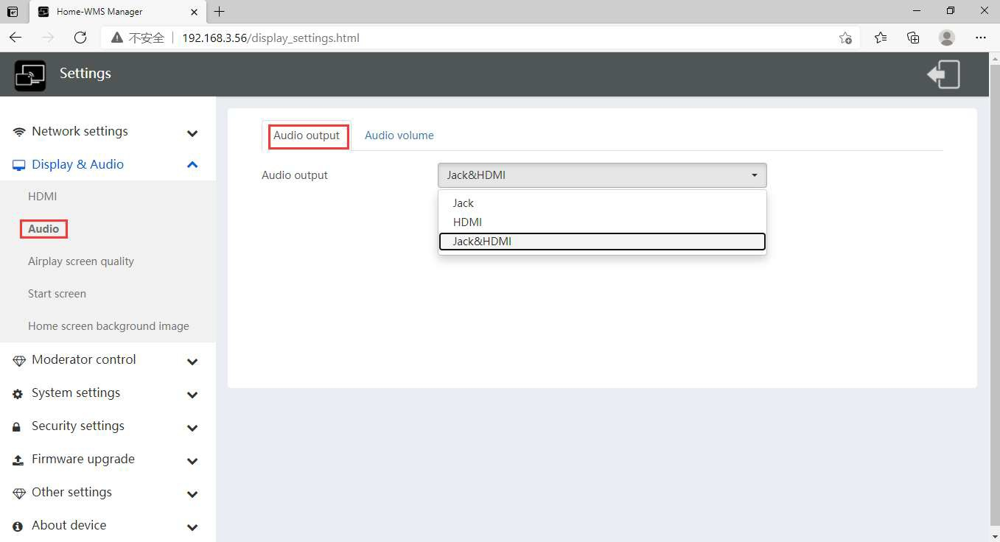 Home-WMS Manager
不安全 192.168.3.56/display_settings.html
Settings
Network settings
Display & Audio
HDMI
Audio
Airplay screen quality
Start screen
Home screen background image
Moderator control
System settings
Security settings
Firmware upgrade
Other settings
About device
Audio output Audio volume
Audio output Jack&HDMI
Jack
HDMI
Jack&HDMI